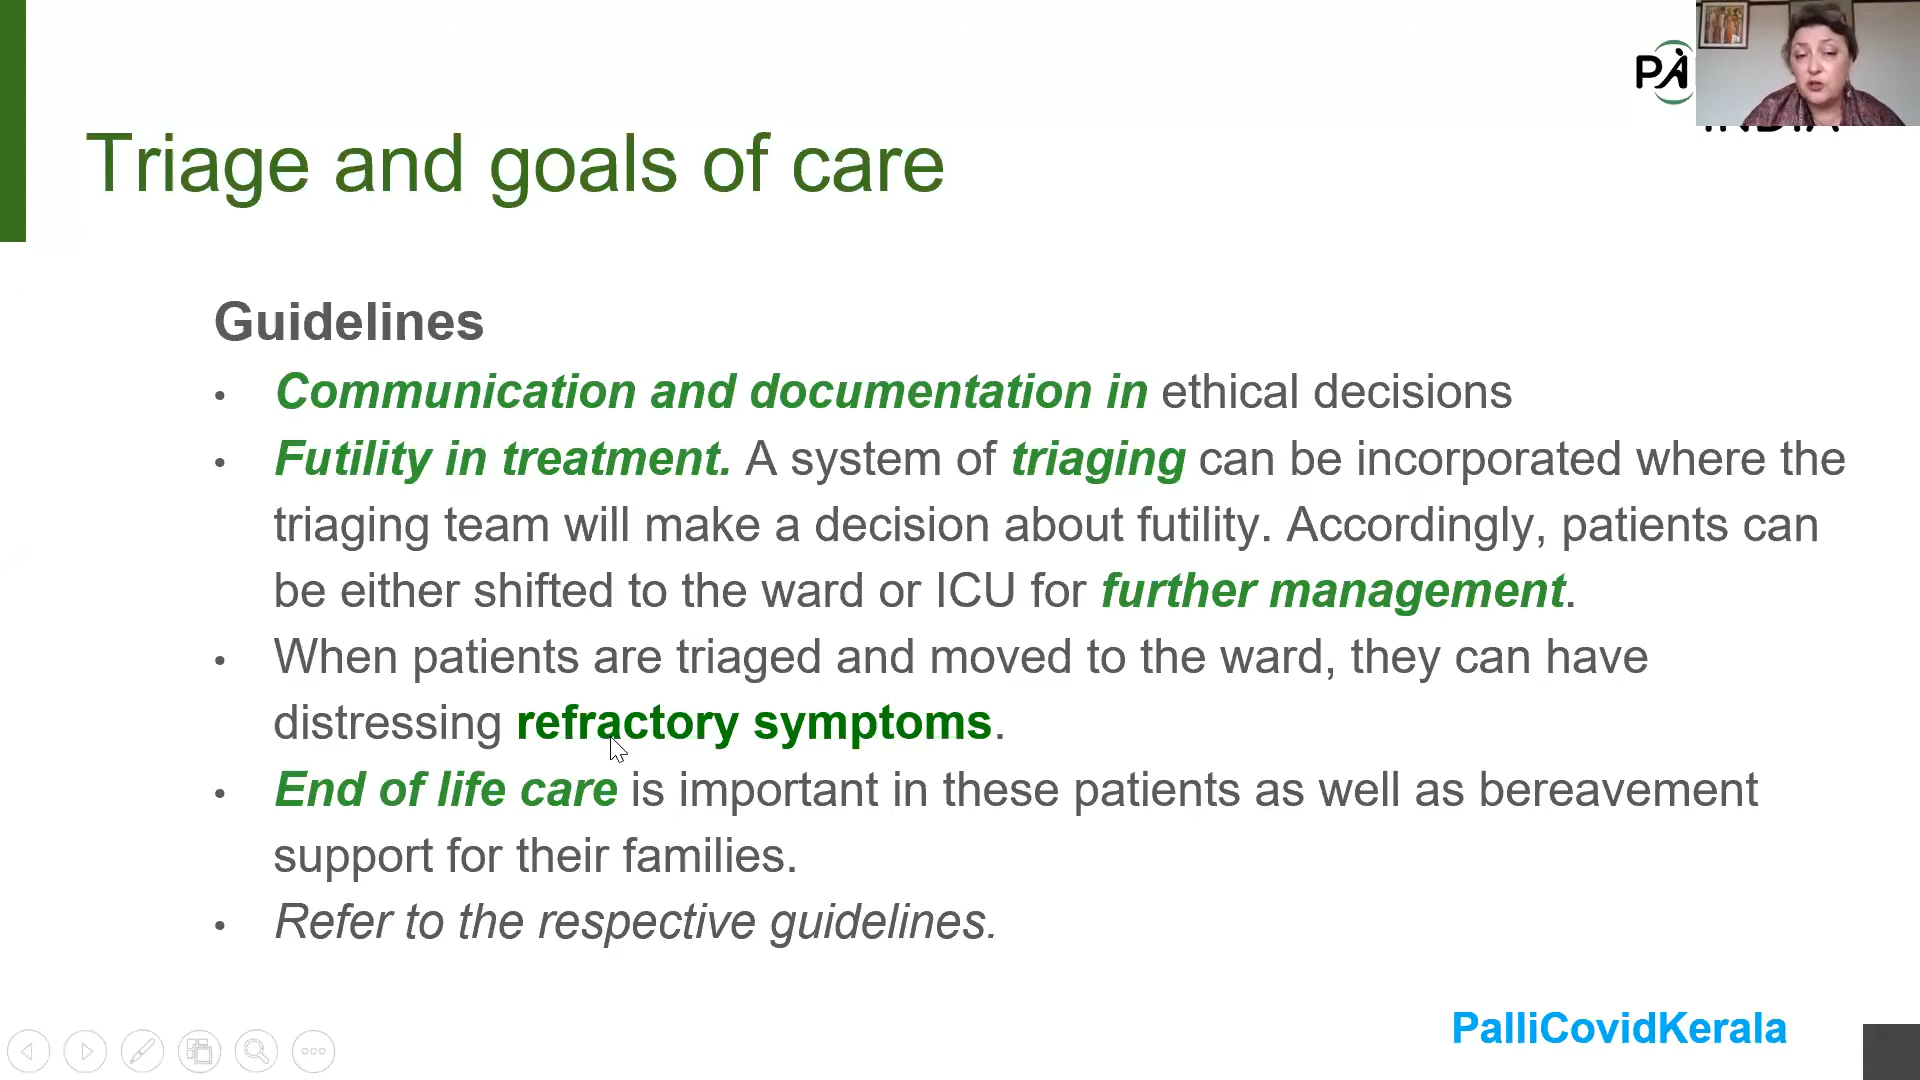 PA
INDIA
Triage and goals of care
Guidelines
• Communication and documentation in ethical decisions
• Futility in treatment. A system of triaging can be incorporated where the
triaging team will make a decision about futility. Accordingly, patients can
be either shifted to the ward or ICU for further management.
• When patients are triaged and moved to the ward, they can have
distressing refractory symptoms.
• End of life care is important in these patients as well as bereavement
support for their families.
• Refer to the respective guidelines.
PalliCovidKerala